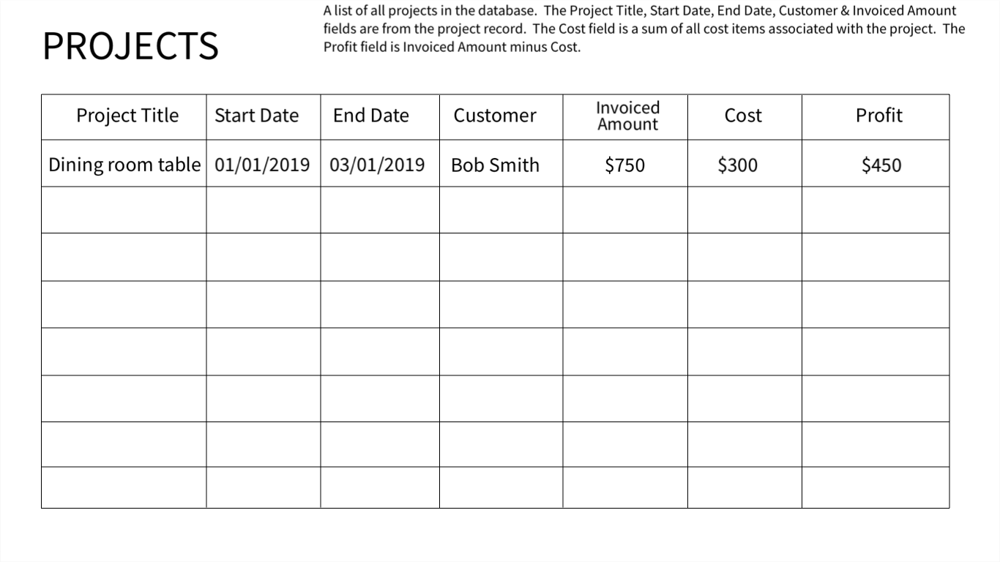 PROJECTS
A list of all projects in the database.  The Project Title, Start Date, End Date, Customer & Invoiced Amount
fields are from the project record.  The Cost field is a sum of all cost items associated with the project.  The
Profit field is Invoiced Amount minus Cost.
Project Title Start Date End Date Customer Invoiced Amount Cost Profit
Dining room table 01/01/2019 03/01/2019 Bob Smith $750 $300 $450